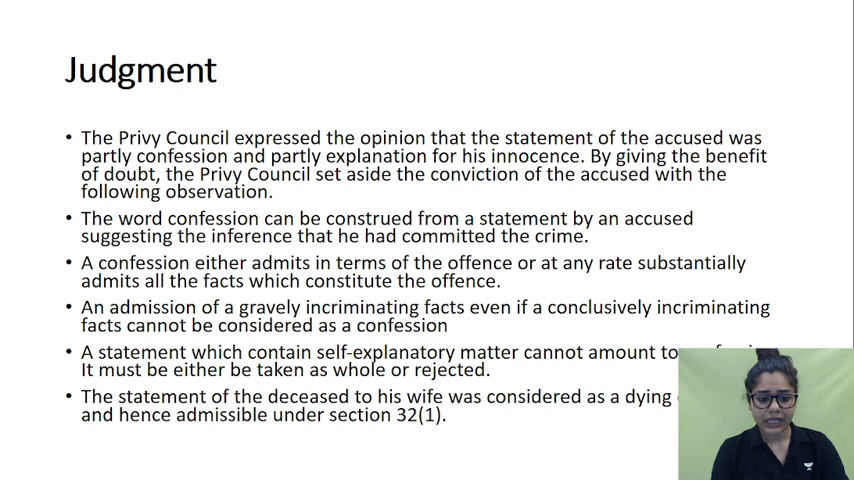 Judgment
• The Privy Council expressed the opinion that the statement of the accused was
partly confession and partly explanation for his innocence. By giving the benefit
of doubt, the Privy Council set aside the conviction of the accused with the
following observation.
• The word confession can be construed from a statement by an accused
suggesting the inference that he had committed the crime.
• A confession either admits in terms of the offence or at any rate substantially
admits all the facts which constitute the offence.
• An admission of a gravely incriminating facts even if a conclusively incriminating
facts cannot be considered as a confession
• A statement which contain self-explanatory matter cannot amount to
It must be either be taken as whole or rejected.
• The statement of the deceased to his wife was considered as a dying
and hence admissible under section 32(1).